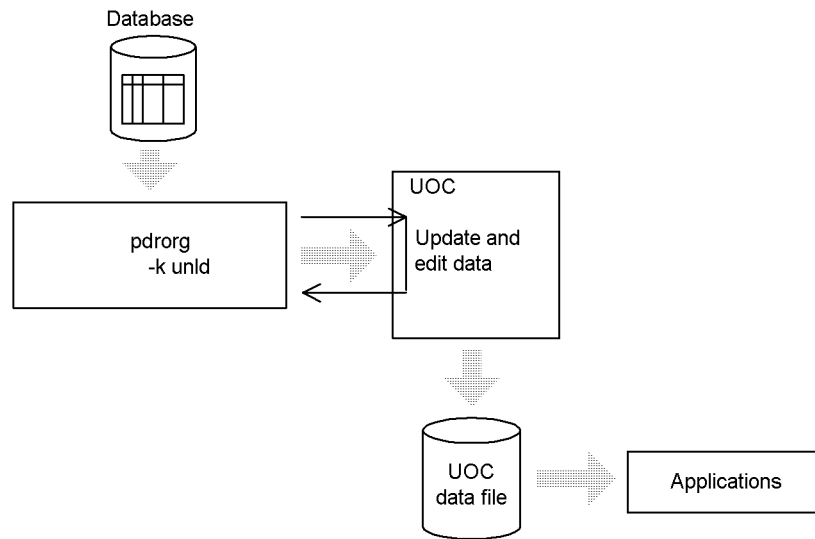 Database
pdrorg
-k unld
UOC
Update and
edit data
UOC
data file
Applications